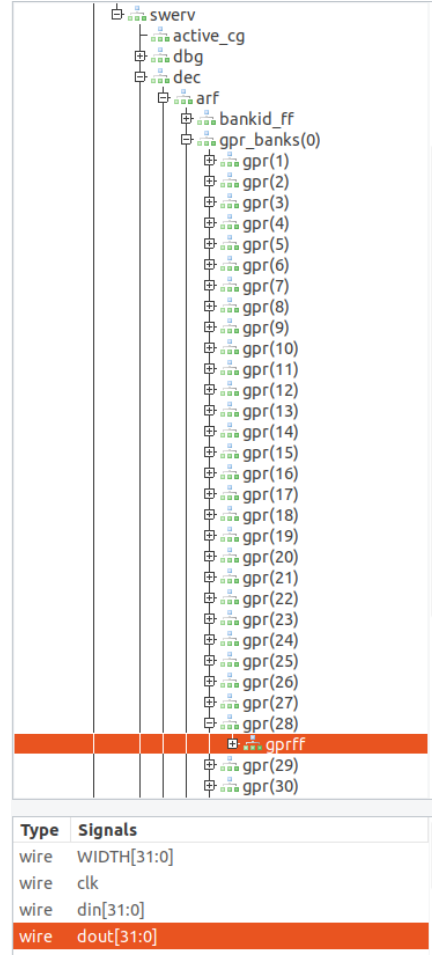 swerv
active_cg
dbg
dec
arf
bankid_ff
gpr_banks(0)
gpr(1)
gpr(2)
gpr(3)
gpr(4)
gpr(5)
gpr(6)
gpr(7)
gpr(8)
gpr(9)
gpr(10)
gpr(11)
gpr(12)
gpr(13)
gpr(14)
gpr(15)
gpr(16)
gpr(17)
gpr(18)
gpr(19)
gpr(20)
gpr(21)
gpr(22)
gpr(23)
gpr(24)
gpr(25)
gpr(26)
gpr(27)
gpr(28)
gprff
gpr(29)
gpr(30)
Type Signals
wire WIDTH[31:0]
wire clk
wire din[31:0]
wire dout[31:0]